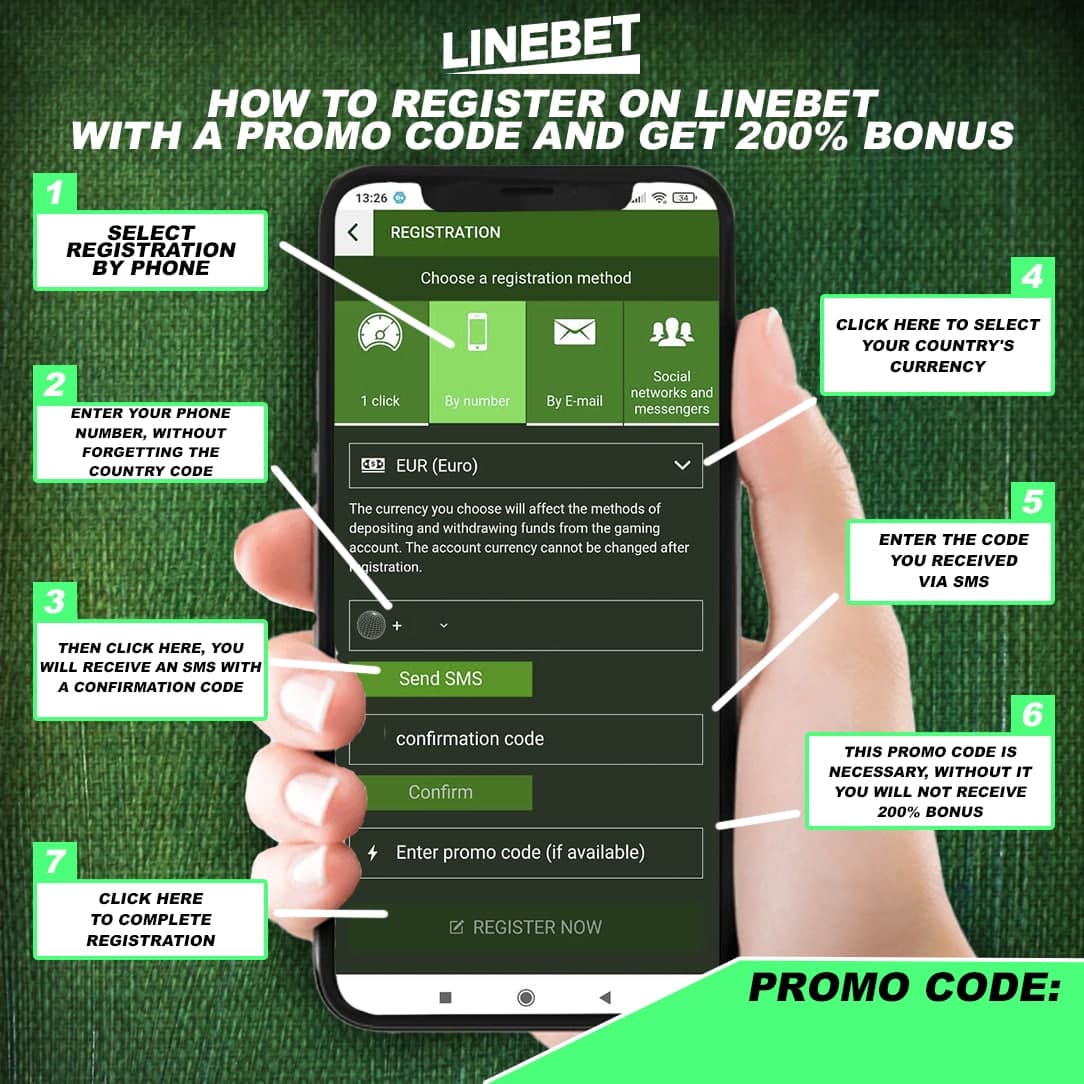 LINEBET
HOW TO REGISTER ON LINEBET
WITH A PROMO CODE AND GET 200% BONUS
1
SELECT
REGISTRATION
BY PHONE
2
ENTER YOUR PHONE
NUMBER, WITHOUT
FORGETTING THE
COUNTRY CODE
3
THEN CLICK HERE, YOU
WILL RECEIVE AN SMS WITH
A CONFIRMATION CODE
7
CLICK HERE
TO COMPLETE
REGISTRATION
13:26
34
REGISTRATION
Choose a registration method
1 click
By number
By E-mail
Social
networks and
messengers
EUR (Euro)
The currency you choose will affect the methods of
depositing and withdrawing funds from the gaming
account. The account currency cannot be changed after
registration.
+
Send SMS
confirmation code
Confirm
Enter promo code (if available)
REGISTER NOW
4
CLICK HERE TO SELECT
YOUR COUNTRY'S
CURRENCY
5
ENTER THE CODE
YOU RECEIVED
VIA SMS
6
THIS PROMO CODE IS
NECESSARY, WITHOUT IT
YOU WILL NOT RECEIVE
200% BONUS
PROMO CODE: